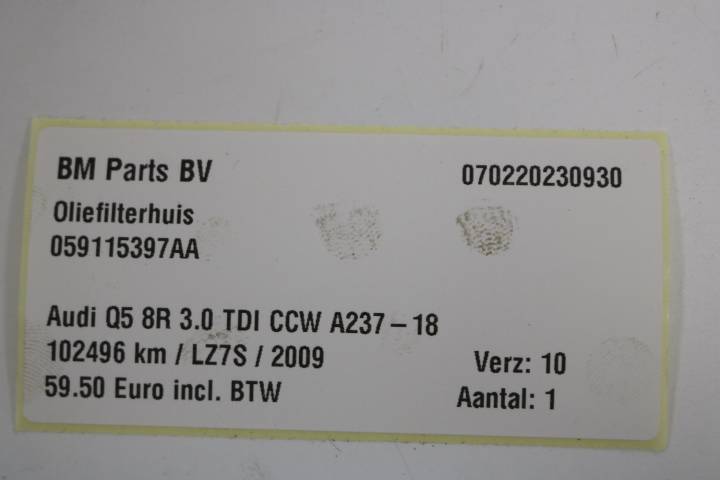 BM Parts BV 070220230930
Oliefilterhuis
059115397AA
Audi Q5 8R 3.0 TDI CCW A237 – 18
102496 km / LZ7S / 2009 Verz: 10
59.50 Euro incl. BTW Aantal: 1